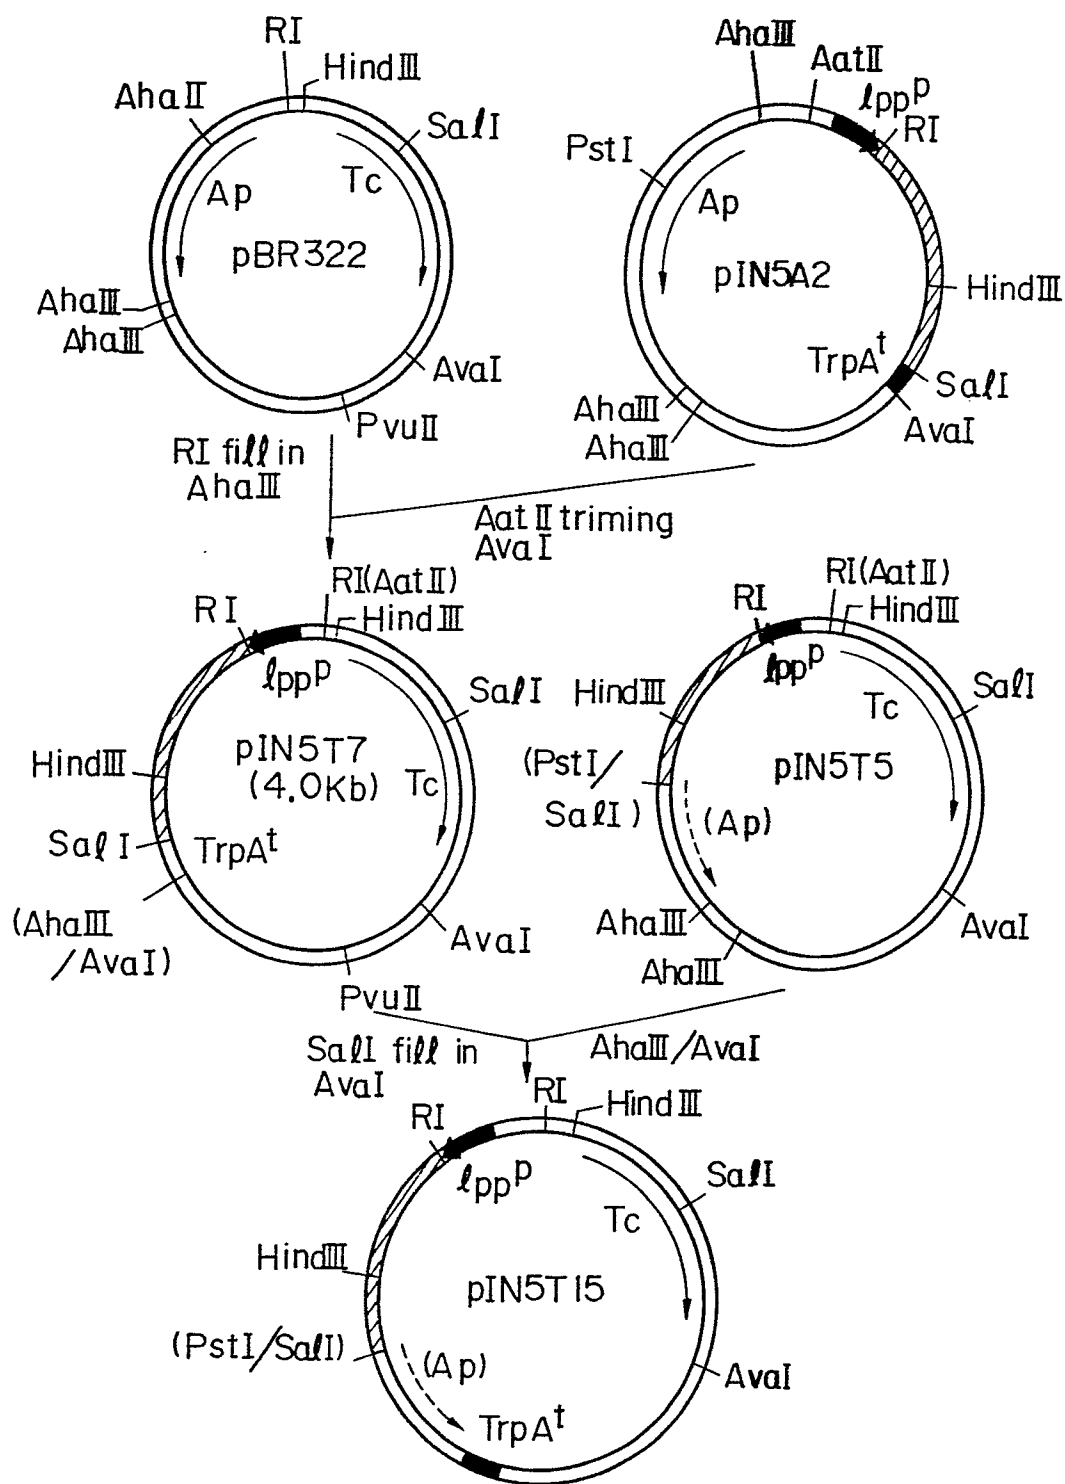 RI
HindⅢ
AhaⅡ
SalI
Ap
Tc
pBR322
AhaⅢ
AhaⅢ
AvaI
PvuⅡ
AhaⅢ
AatⅡ
lppᵖ
RI
PstI
Ap
pIN5A2
HindⅢ
TrpAᵗ
SalI
AhaⅢ
AhaⅢ
AvaI
RI fill in
AhaⅢ
AatⅡ triming
AvaI
RI(AatⅡ)
RI
HindⅢ
lppᵖ
SalI
pIN5T7
(4.0Kb)
Tc
HindⅢ
SalI
TrpAᵗ
(AhaⅢ
/AvaI)
AvaI
PvuⅡ
RI(AatⅡ)
RI
HindⅢ
lppᵖ
HindⅢ
Tc
SalI
(PstI/
SalI)
pIN5T5
(Ap)
AhaⅢ
AhaⅢ
AvaI
SalI fill in
AvaI
AhaⅢ/AvaI
RI
RI
HindⅢ
lppᵖ
SalI
Tc
HindⅢ
pIN5T15
(PstI/SalI)
(Ap)
AvaI
TrpAᵗ